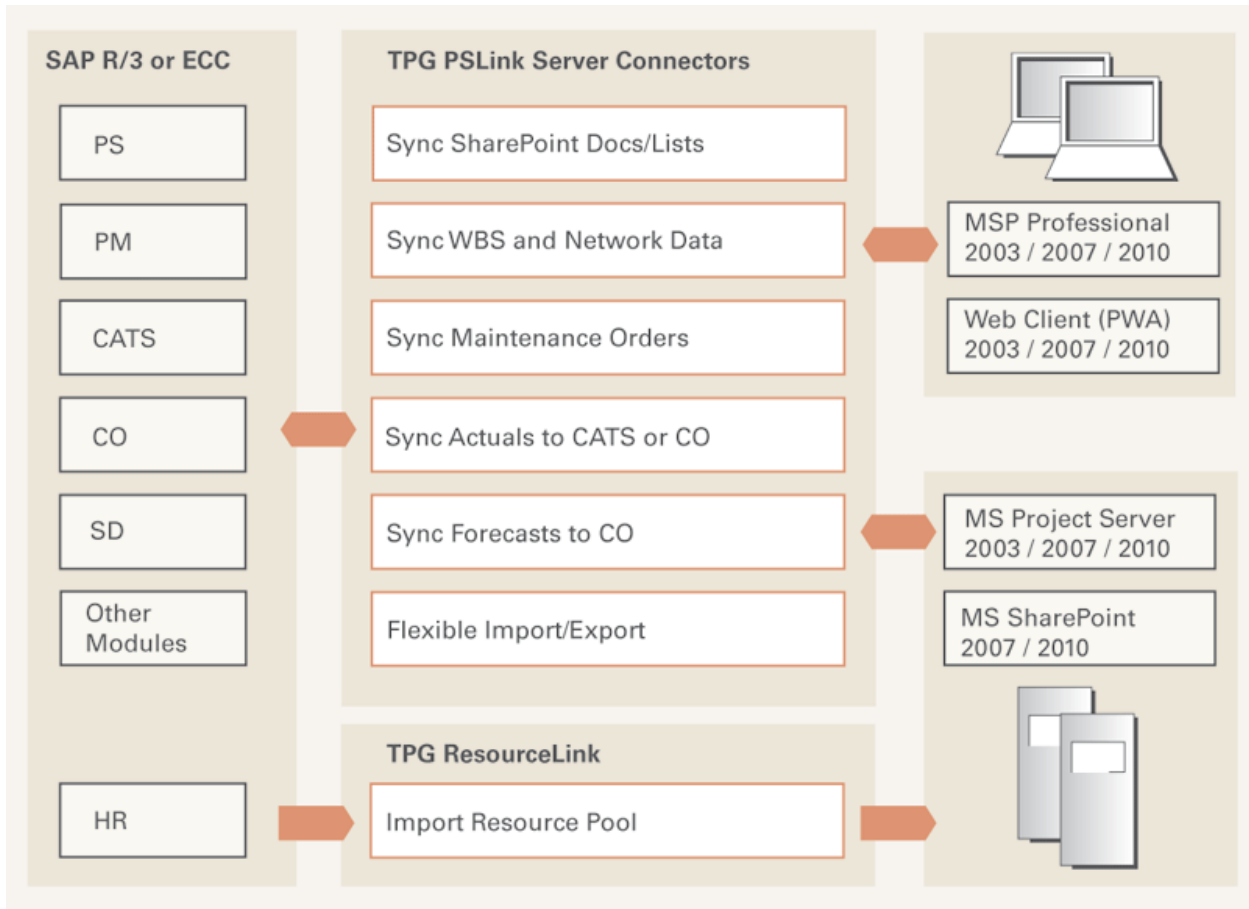 SAP R/3 or ECC
PS
PM
CATS
CO
SD
Other
Modules
HR
TPG PSLink Server Connectors
Sync SharePoint Docs/Lists
Sync WBS and Network Data
Sync Maintenance Orders
Sync Actuals to CATS or CO
Sync Forecasts to CO
Flexible Import/Export
TPG ResourceLink
Import Resource Pool
MSP Professional
2003 / 2007 / 2010
Web Client (PWA)
2003 / 2007 / 2010
MS Project Server
2003 / 2007 / 2010
MS SharePoint
2007 / 2010